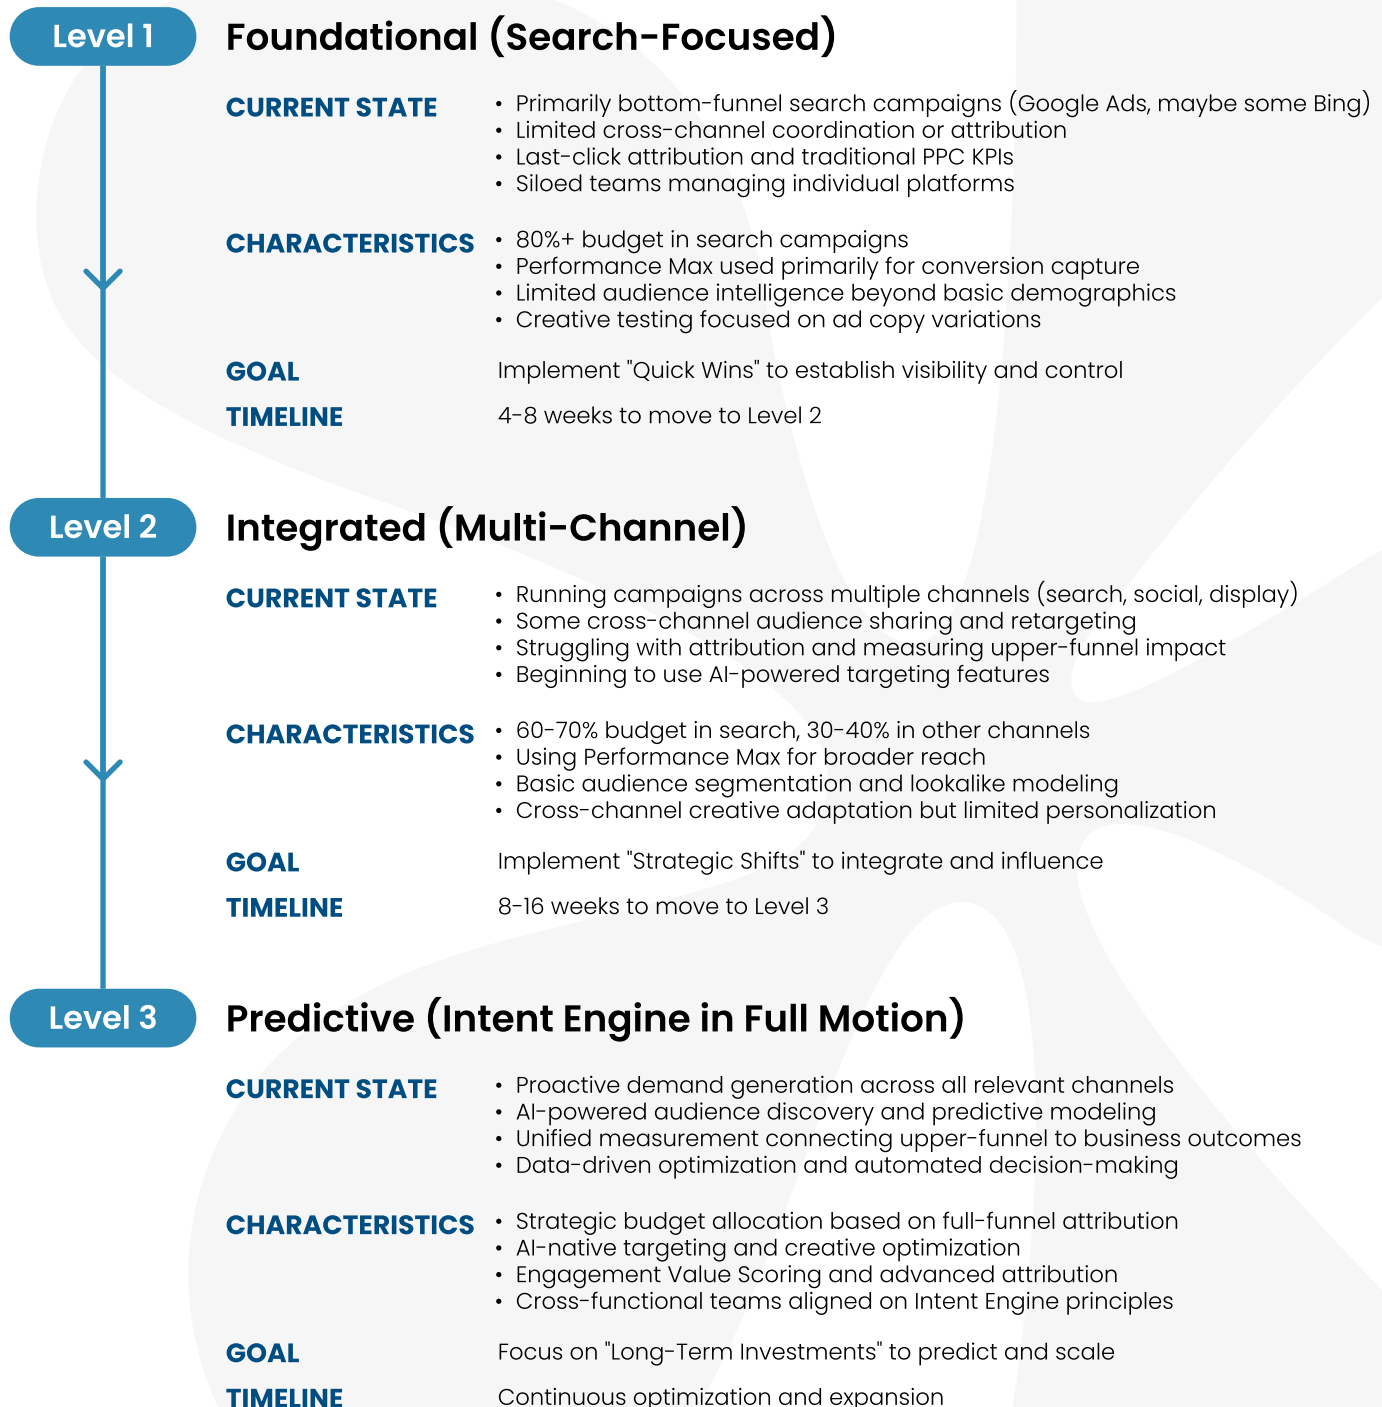 Level 1
Foundational (Search-Focused)
CURRENT STATE
• Primarily bottom-funnel search campaigns (Google Ads, maybe some Bing)
• Limited cross-channel coordination or attribution
• Last-click attribution and traditional PPC KPIs
• Siloed teams managing individual platforms
CHARACTERISTICS
• 80%+ budget in search campaigns
• Performance Max used primarily for conversion capture
• Limited audience intelligence beyond basic demographics
• Creative testing focused on ad copy variations
GOAL
Implement "Quick Wins" to establish visibility and control
TIMELINE
4-8 weeks to move to Level 2
Level 2
Integrated (Multi-Channel)
CURRENT STATE
• Running campaigns across multiple channels (search, social, display)
• Some cross-channel audience sharing and retargeting
• Struggling with attribution and measuring upper-funnel impact
• Beginning to use AI-powered targeting features
CHARACTERISTICS
• 60-70% budget in search, 30-40% in other channels
• Using Performance Max for broader reach
• Basic audience segmentation and lookalike modeling
• Cross-channel creative adaptation but limited personalization
GOAL
Implement "Strategic Shifts" to integrate and influence
TIMELINE
8-16 weeks to move to Level 3
Level 3
Predictive (Intent Engine in Full Motion)
CURRENT STATE
• Proactive demand generation across all relevant channels
• AI-powered audience discovery and predictive modeling
• Unified measurement connecting upper-funnel to business outcomes
• Data-driven optimization and automated decision-making
CHARACTERISTICS
• Strategic budget allocation based on full-funnel attribution
• AI-native targeting and creative optimization
• Engagement Value Scoring and advanced attribution
• Cross-functional teams aligned on Intent Engine principles
GOAL
Focus on "Long-Term Investments" to predict and scale
TIMELINE
Continuous optimization and expansion